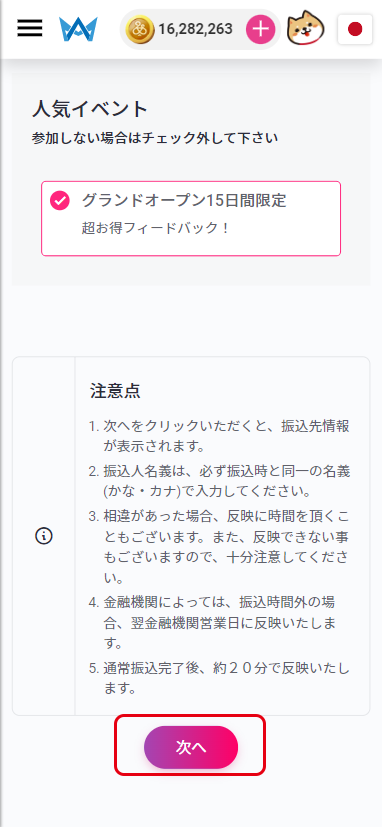 16,282,263
人気イベント
参加しない場合はチェック外して下さい
グランドオープン15日間限定
超お得フィードバック！
注意点
1. 次へをクリックいただくと、振込先情報
が表示されます。
2. 振込人名義は、必ず振込時と同一の名義
(かな・カナ)で入力してください。
3. 相違があった場合、反映に時間を頂くこ
ともございます。また、反映できない事
もございますので、十分注意してくださ
い。
4. 金融機関によっては、振込時間外の場
合、翌金融機関営業日に反映いたしま
す。
5. 通常振込完了後、約２０分で反映いたし
ます。
次へ